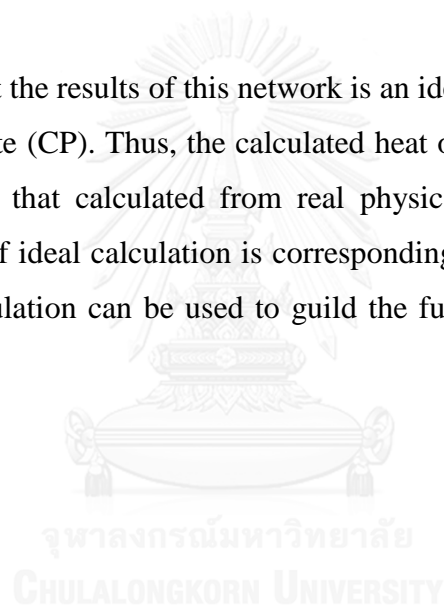 t the results of this network is an ide
te (CP). Thus, the calculated heat o
that calculated from real physic
f ideal calculation is corresponding
ulation can be used to guild the fu
จุฬาลงกรณ์มหาวิทยาลัย
CHULALONGKORN UNIVERSITY